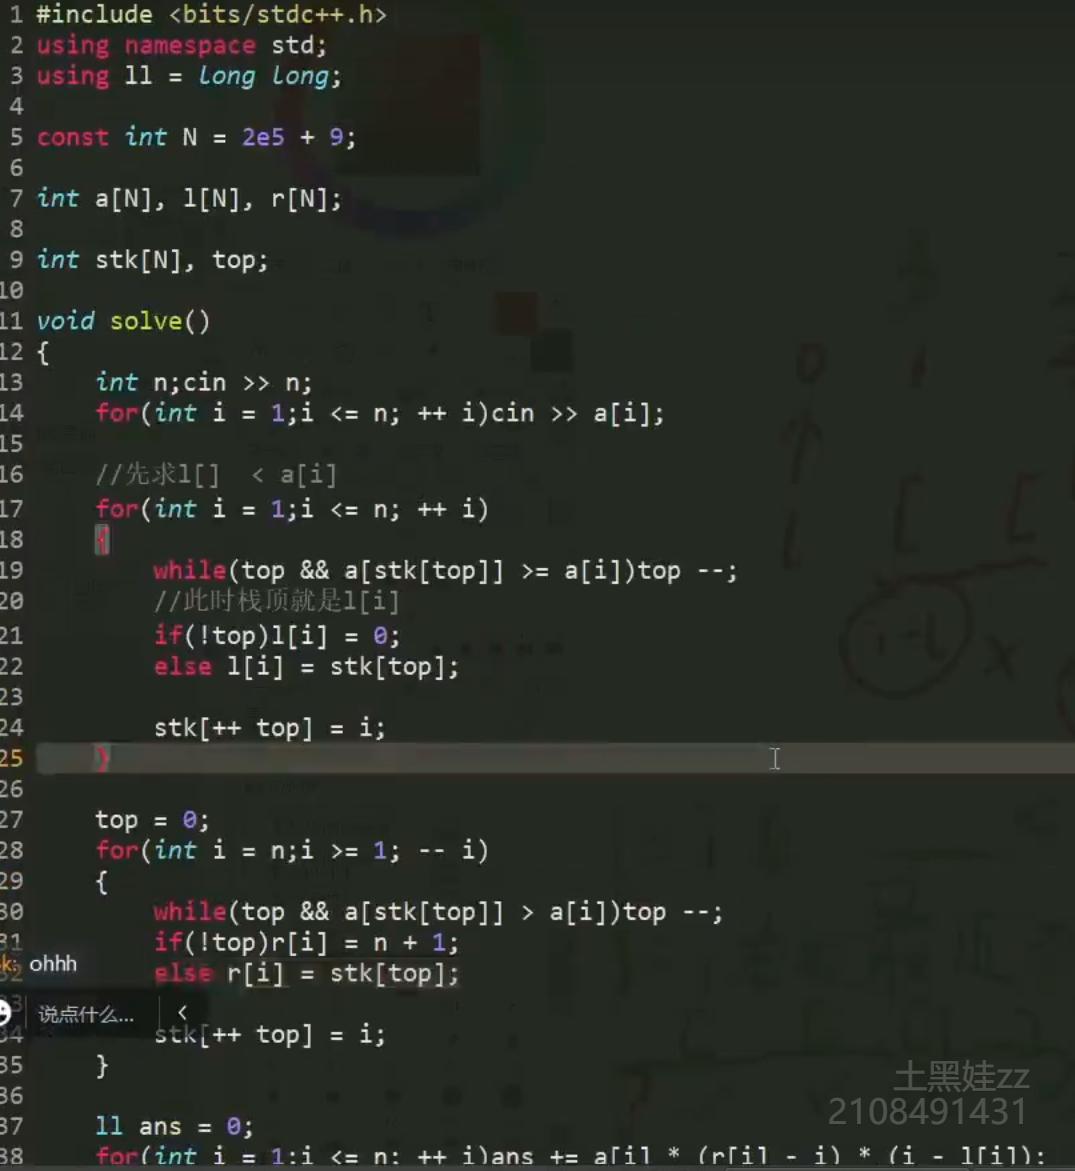 1 #include <bits/stdc++.h>
2 using namespace std;
3 using ll = long long;
4
5 const int N = 2e5 + 9;
6
7 int a[N], l[N], r[N];
8
9 int stk[N], top;
10
11 void solve()
12 {
13     int n;cin >> n;
14     for(int i = 1;i <= n; ++ i)cin >> a[i];
15
16     //先求l[]  < a[i]
17     for(int i = 1;i <= n; ++ i)
18     {
19         while(top && a[stk[top]] >= a[i])top --;
20         //此时栈顶就是l[i]
21         if(!top)l[i] = 0;
22         else l[i] = stk[top];
23
24         stk[++ top] = i;
25     }
26
27     top = 0;
28     for(int i = n;i >= 1; -- i)
29     {
30         while(top && a[stk[top]] > a[i])top --;
31         if(!top)r[i] = n + 1;
k: ohhh
32         else r[i] = stk[top];
33
说点什么... <
34         stk[++ top] = i;
35     }
36
37     ll ans = 0;
38     for(int i = 1;i <= n; ++ i)ans += a[i] * (r[i] - i) * (i - l[i]);
土黑娃zz
2108491431